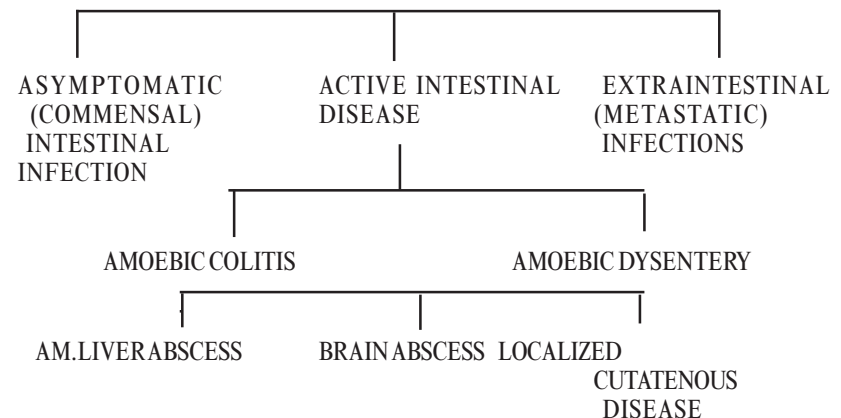 ASYMPTOMATIC ACTIVE INTESTINAL EXTRAINTESTINAL
(COMMENSAL) DISEASE (METASTATIC)
INTESTINAL INFECTIONS
INFECTION
AMOEBIC COLITIS AMOEBIC DYSENTERY
AM.LIVER ABSCESS BRAIN ABSCESS LOCALIZED
CUTATENOUS
DISEASE